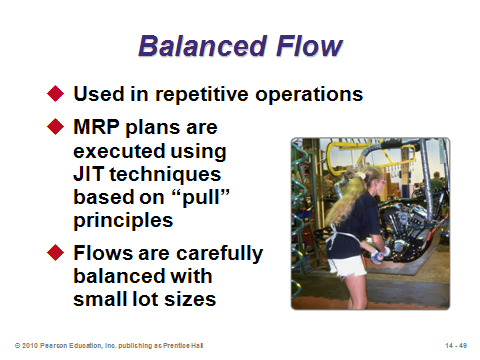 Balanced Flow
Used in repetitive operations
MRP plans are
executed using
JIT techniques
based on “pull”
principles
Flows are carefully
balanced with
small lot sizes
© 2010 Pearson Education, Inc. publishing as Prentice Hall
14 - 49